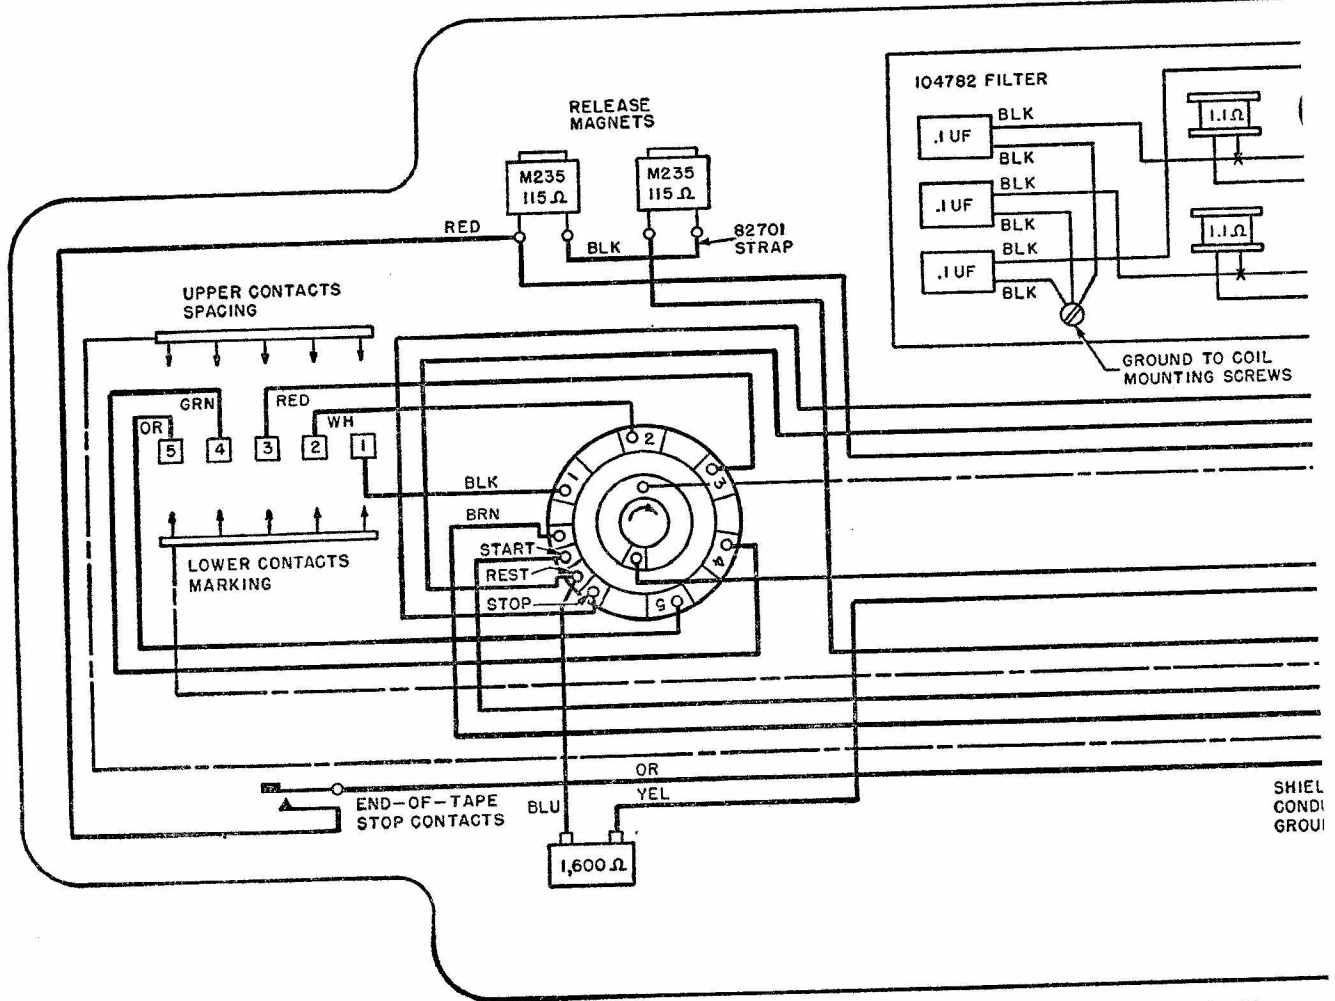 RELEASE
MAGNETS
104782 FILTER
M235
115Ω
M235
115Ω
.1 UF
BLK
BLK
1.1Ω
.1 UF
BLK
BLK
1.1Ω
.1 UF
BLK
BLK
RED
BLK
82701
STRAP
UPPER CONTACTS
SPACING
GROUND TO COIL
MOUNTING SCREWS
GRN
RED
OR
WH
5
4
3
2
1
BLK
BRN
START
REST
STOP
1
2
3
4
5
LOWER CONTACTS
MARKING
OR
YEL
BLU
END-OF-TAPE
STOP CONTACTS
1,600Ω
SHIEL
COND
GROU